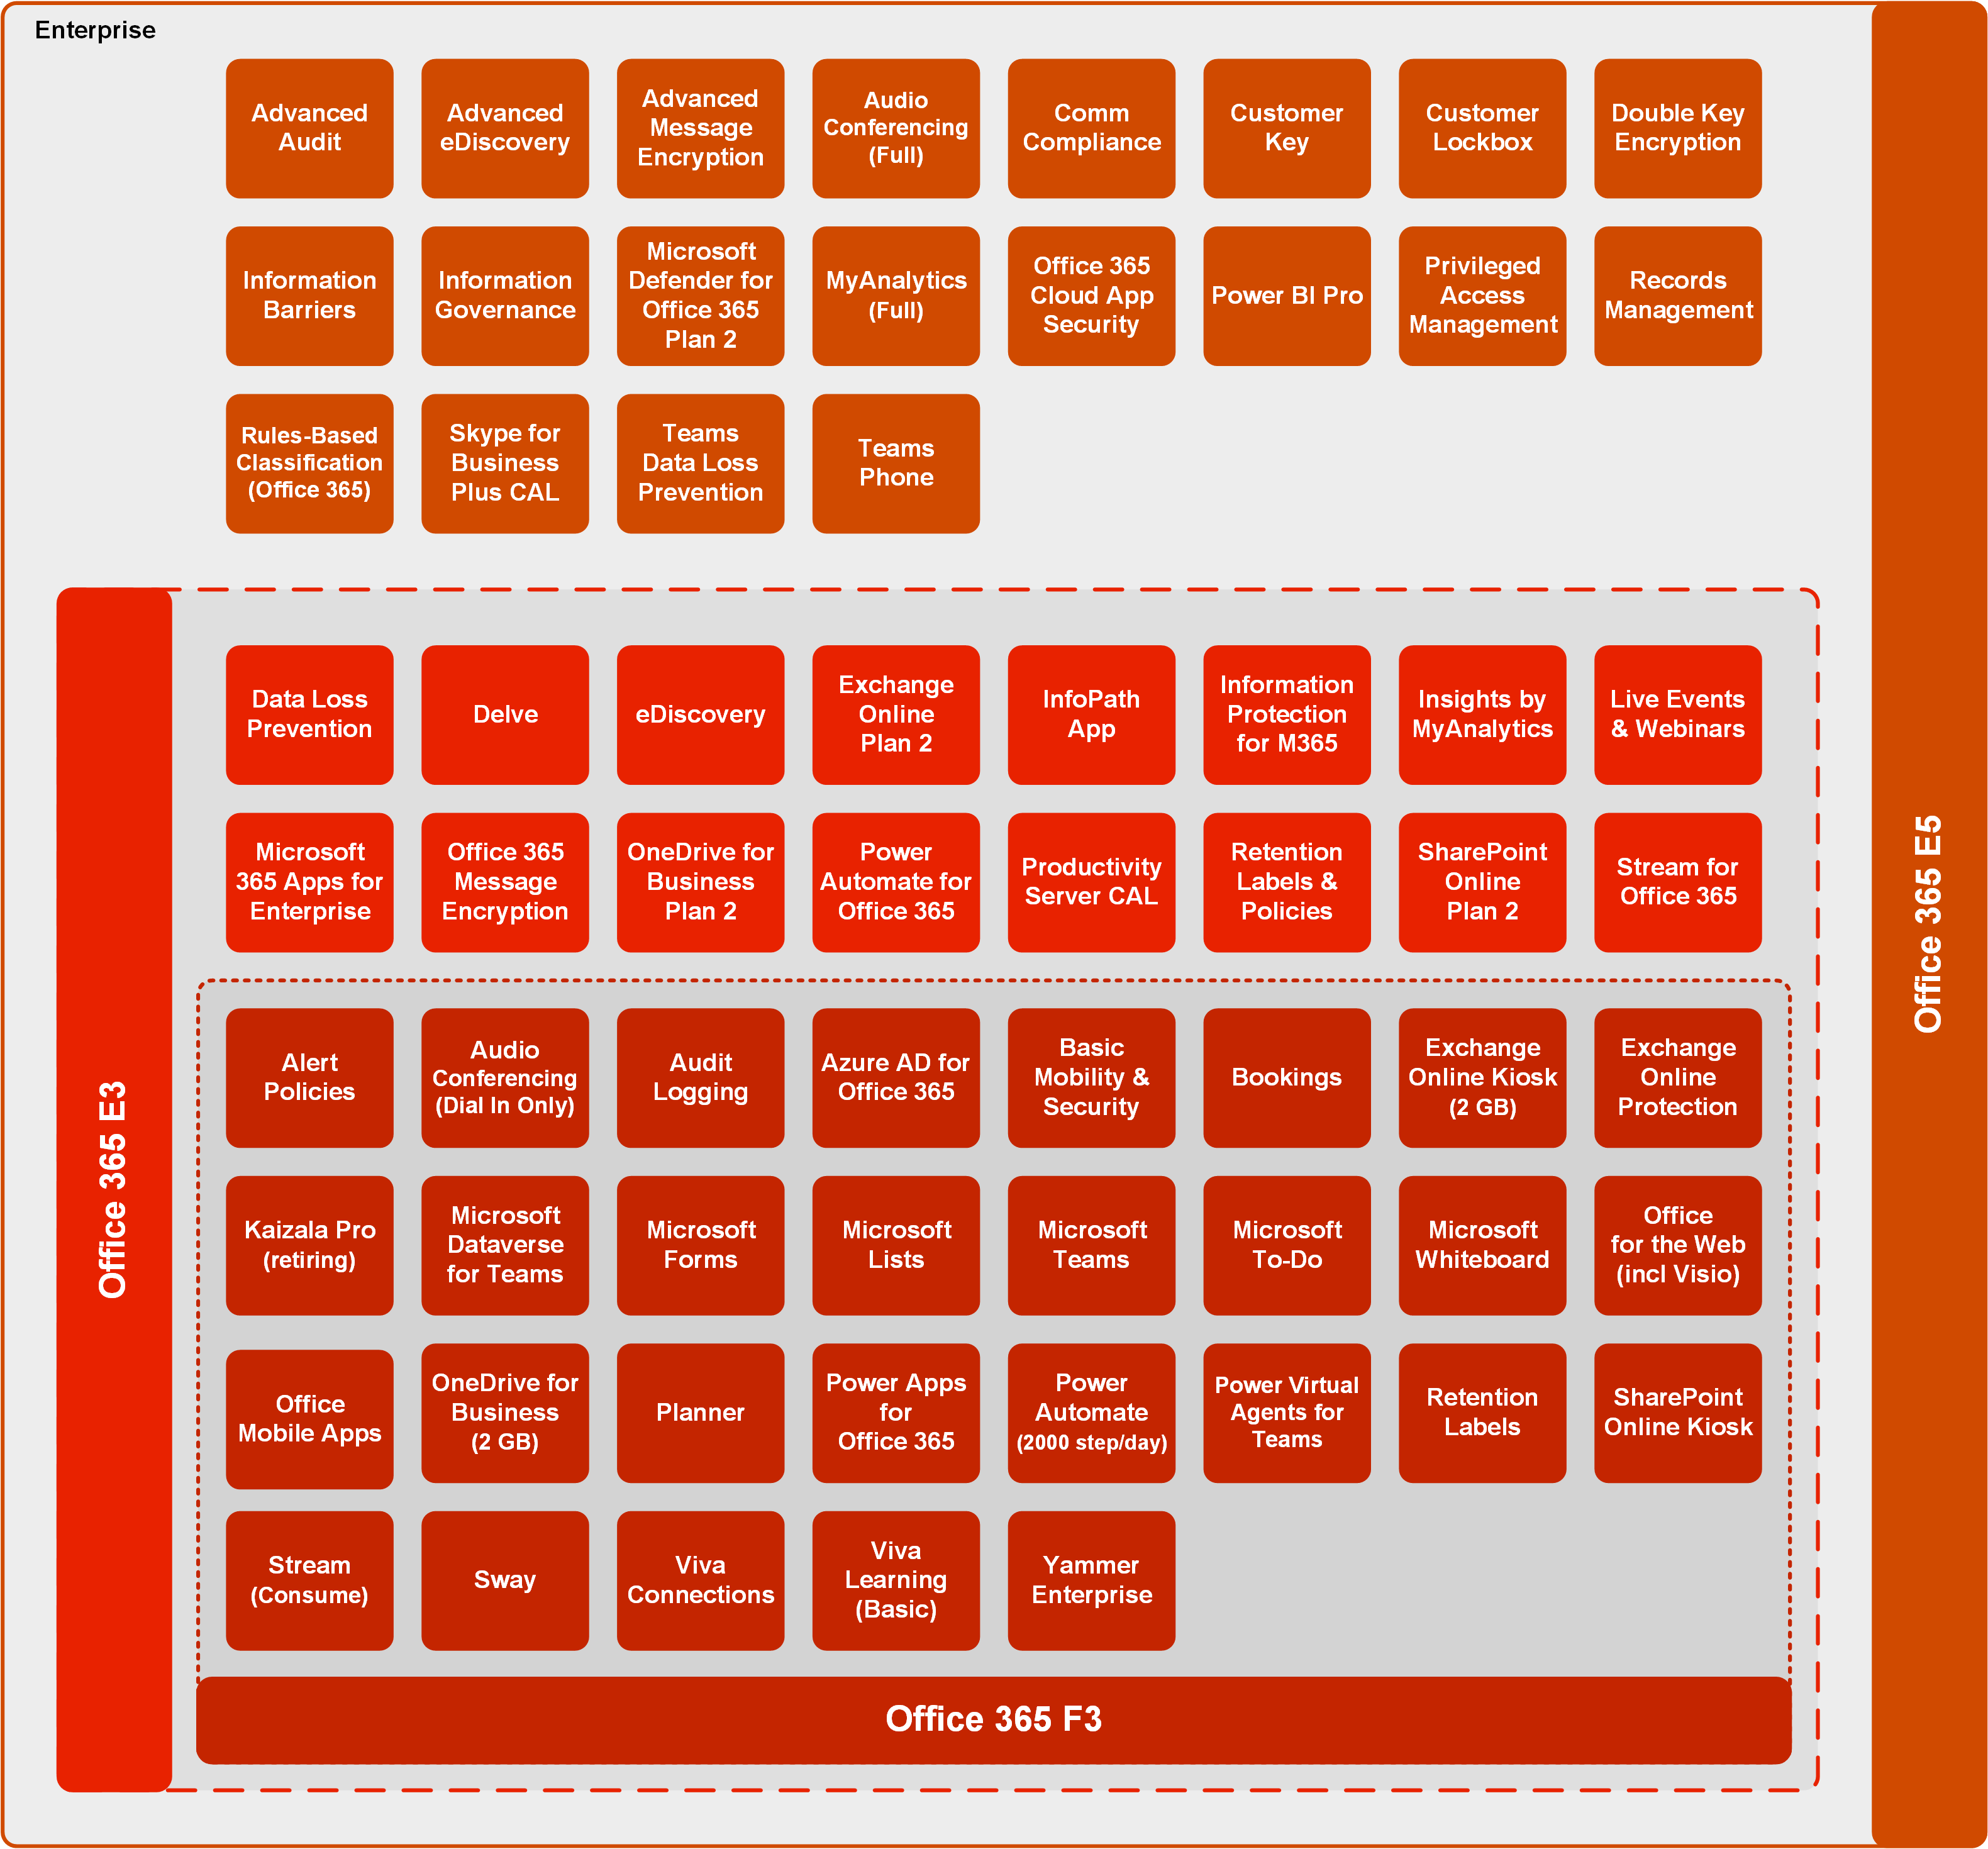 Enterprise
Advanced
Audit
Advanced
eDiscovery
Advanced
Message
Encryption
Audio
Conferencing
(Full)
Comm
Compliance
Customer
Key
Customer
Lockbox
Double Key
Encryption
Information
Barriers
Information
Governance
Microsoft
Defender for
Office 365
Plan 2
MyAnalytics
(Full)
Office 365
Cloud App
Security
Power BI Pro
Privileged
Access
Management
Records
Management
Rules-Based
Classification
(Office 365)
Skype for
Business
Plus CAL
Teams
Data Loss
Prevention
Teams
Phone
Office 365 E5
Data Loss
Prevention
Delve
eDiscovery
Exchange
Online
Plan 2
InfoPath
App
Information
Protection
for M365
Insights by
MyAnalytics
Live Events
& Webinars
Microsoft
365 Apps for
Enterprise
Office 365
Message
Encryption
OneDrive for
Business
Plan 2
Power
Automate for
Office 365
Productivity
Server CAL
Retention
Labels &
Policies
SharePoint
Online
Plan 2
Stream for
Office 365
Office 365 E3
Alert
Policies
Audio
Conferencing
(Dial In Only)
Audit
Logging
Azure AD for
Office 365
Basic
Mobility &
Security
Bookings
Exchange
Online Kiosk
(2 GB)
Exchange
Online
Protection
Kaizala Pro
(retiring)
Microsoft
Dataverse
for Teams
Microsoft
Forms
Microsoft
Lists
Microsoft
Teams
Microsoft
To-Do
Microsoft
Whiteboard
Office
for the Web
(incl Visio)
Office
Mobile Apps
OneDrive for
Business
(2 GB)
Planner
Power Apps
for
Office 365
Power
Automate
(2000 step/day)
Power Virtual
Agents for
Teams
Retention
Labels
SharePoint
Online Kiosk
Stream
(Consume)
Sway
Viva
Connections
Viva
Learning
(Basic)
Yammer
Enterprise
Office 365 F3